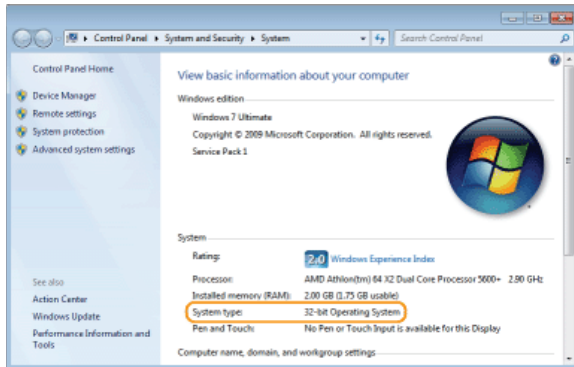 Control Panel ▸ System and Security ▸ System
Search Control Panel
Control Panel Home
Device Manager
Remote settings
System protection
Advanced system settings
See also
Action Center
Windows Update
Performance Information and
Tools
View basic information about your computer
Windows edition
Windows 7 Ultimate
Copyright © 2009 Microsoft Corporation. All rights reserved.
Service Pack 1
System
Rating: 2.0 Windows Experience Index
Processor: AMD Athlon(tm) 64 X2 Dual Core Processor 5600+ 2.90 GHz
Installed memory (RAM): 2.00 GB (1.75 GB usable)
System type: 32-bit Operating System
Pen and Touch: No Pen or Touch Input is available for this Display
Computer name, domain, and workgroup settings